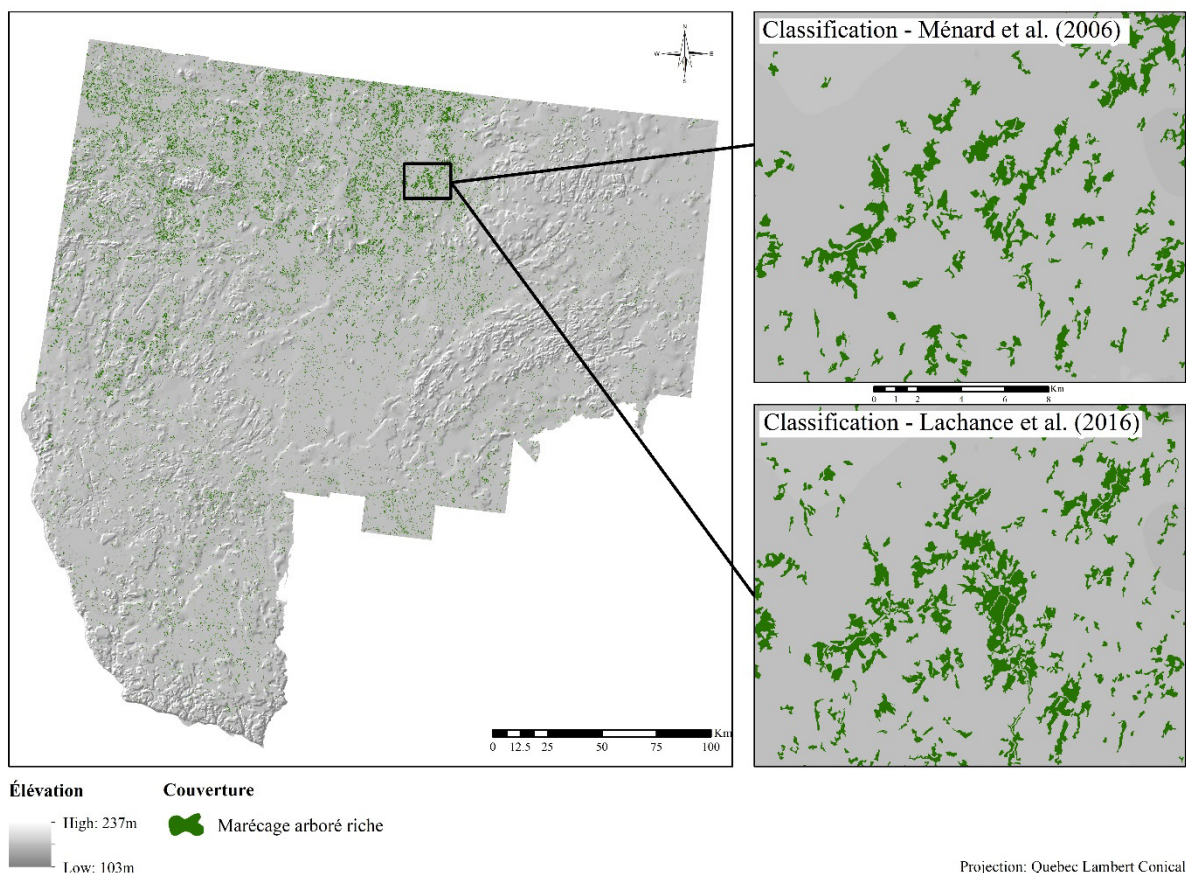 N
W E
S
Classification - Ménard et al. (2006)
Km
0 1 2 4 6 8
Classification - Lachance et al. (2016)
Km
0 12.5 25 50 75 100
Élévation
High: 237m
Low: 103m
Couverture
Marécage arboré riche
Projection: Quebec Lambert Conical